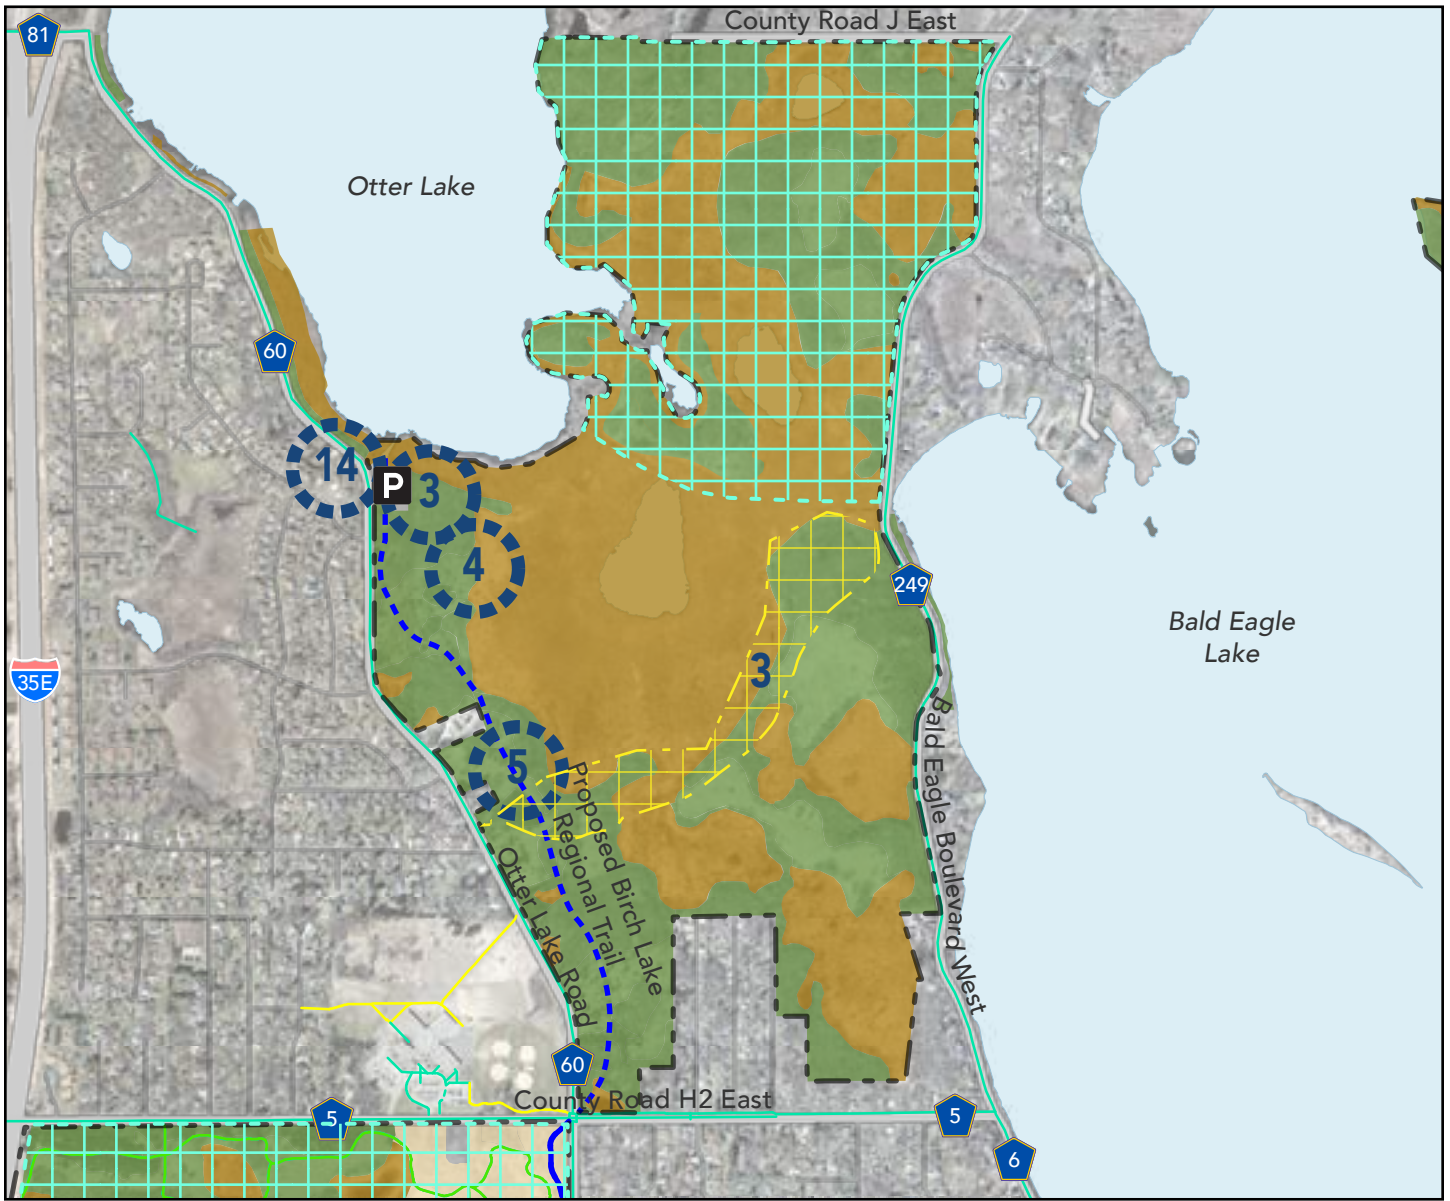 County Road J East
81
Otter Lake
60
14
P
3
4
249
Bald Eagle
Lake
3
35E
5
Proposed Birch Lake
Regional Trail
Otter Lake Road
Bald Eagle Boulevard West
60
County Road H2 East
5
5
6